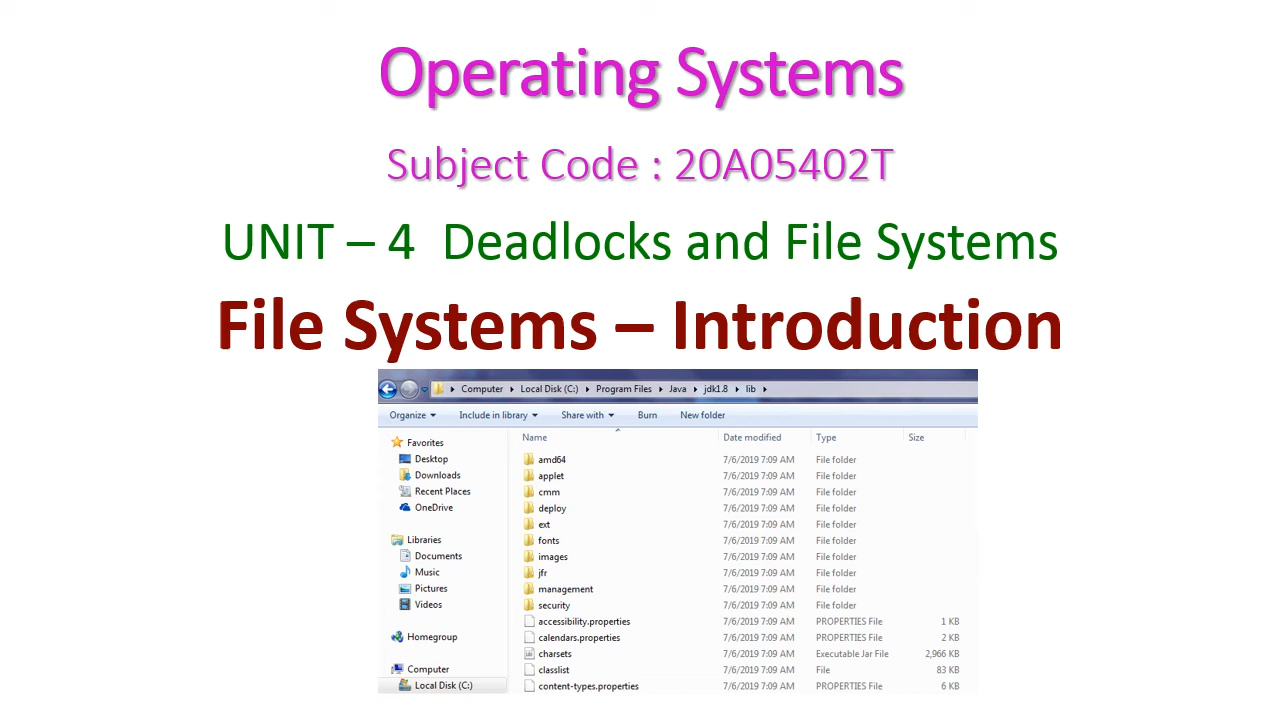 Operating Systems
Subject Code : 20A05402T
UNIT – 4 Deadlocks and File Systems
File Systems – Introduction
Computer Local Disk (C:) Program Files Java jdk1.8 lib
Organize Include in library Share with Burn New folder
Name Date modified Type Size
Favorites
Desktop
Downloads
Recent Places
OneDrive
Libraries
Documents
Music
Pictures
Videos
Homegroup
Computer
Local Disk (C:)
amd64 7/6/2019 7:09 AM File folder
applet 7/6/2019 7:09 AM File folder
cmm 7/6/2019 7:09 AM File folder
deploy 7/6/2019 7:09 AM File folder
ext 7/6/2019 7:09 AM File folder
fonts 7/6/2019 7:09 AM File folder
images 7/6/2019 7:09 AM File folder
jfr 7/6/2019 7:09 AM File folder
management 7/6/2019 7:09 AM File folder
security 7/6/2019 7:09 AM File folder
accessibility.properties 7/6/2019 7:09 AM PROPERTIES File 1 KB
calendars.properties 7/6/2019 7:09 AM PROPERTIES File 2 KB
charsets 7/6/2019 7:09 AM Executable Jar File 2,966 KB
classlist 7/6/2019 7:09 AM File 83 KB
content-types.properties 7/6/2019 7:09 AM PROPERTIES File 6 KB